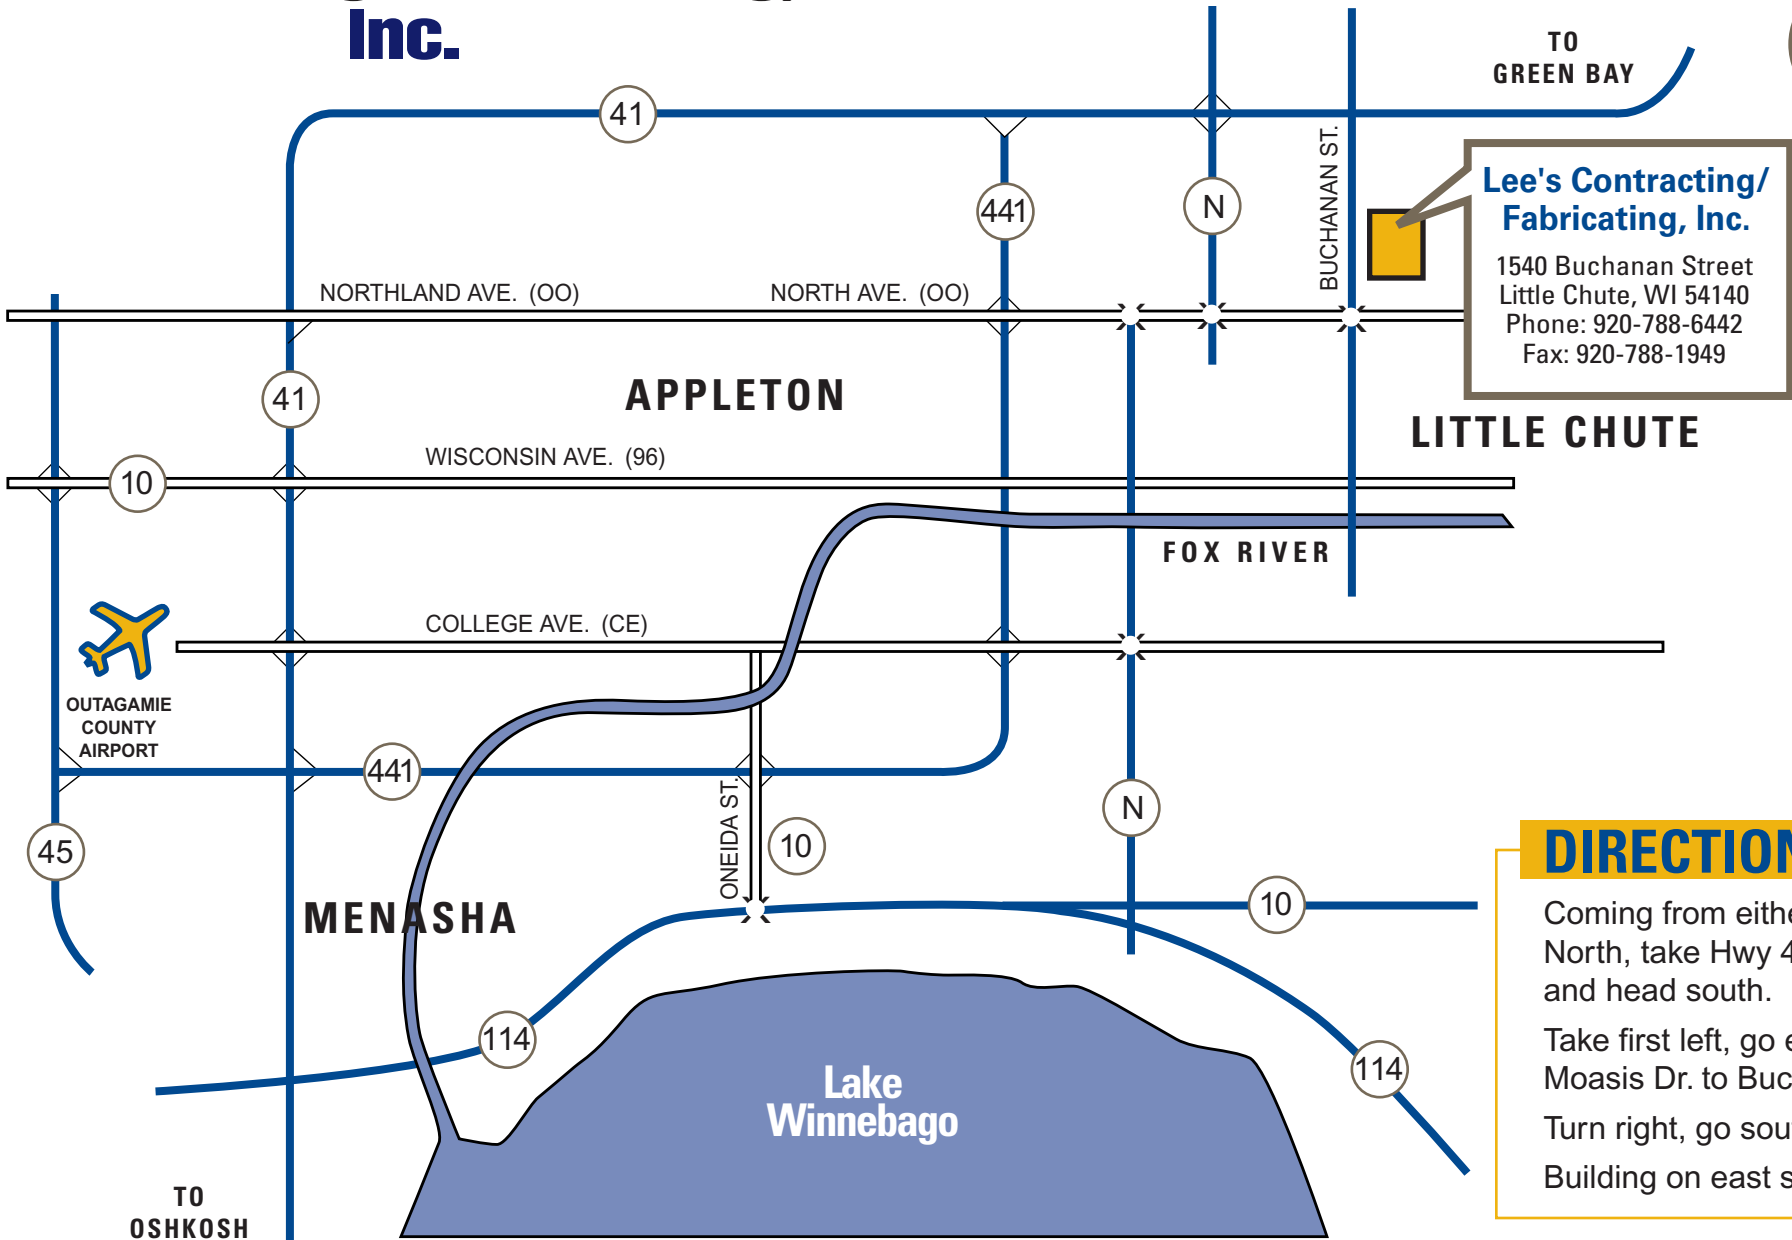 Inc.
TO
GREEN BAY
41
441
N
BUCHANAN ST.
Lee's Contracting/
Fabricating, Inc.
1540 Buchanan Street
Little Chute, WI 54140
Phone: 920-788-6442
Fax: 920-788-1949
NORTHLAND AVE. (OO)
NORTH AVE. (OO)
41
APPLETON
LITTLE CHUTE
WISCONSIN AVE. (96)
10
FOX RIVER
COLLEGE AVE. (CE)
OUTAGAMIE
COUNTY
AIRPORT
441
ONEIDA ST.
10
N
45
MENASHA
10
114
114
Lake
Winnebago
TO
OSHKOSH
DIRECTION
Coming from eithe
North, take Hwy 4
and head south.
Take first left, go e
Moasis Dr. to Buc
Turn right, go sou
Building on east s